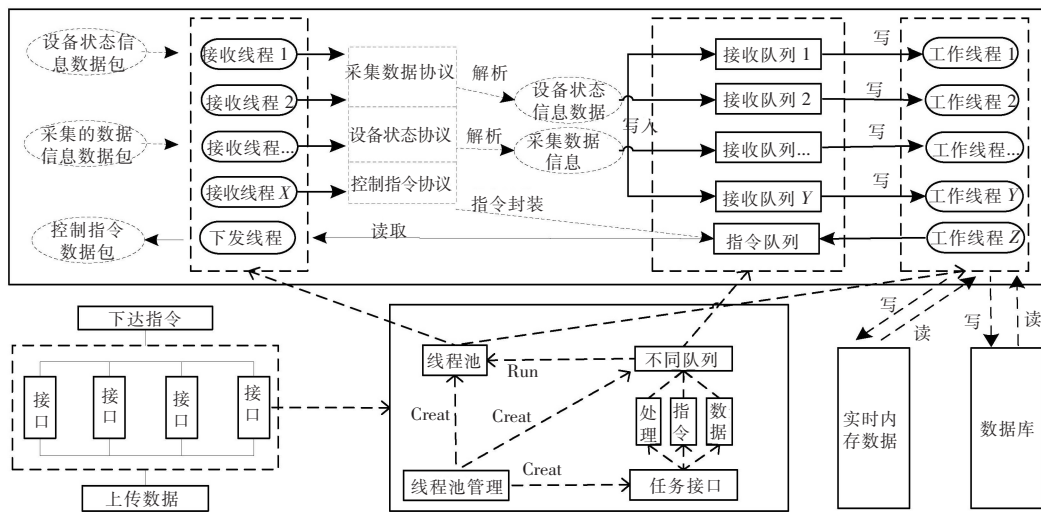 设备状态信
息数据包
接收线程 1
采集数据协议
解析
设备状态
信息数据
接收队列 1
写
工作线程 1
接收线程 2
接收队列 2
写
工作线程 2
采集的数据
信息数据包
接收线程...
设备状态协议
解析
采集数据
信息
写入
接收队列...
写
工作线程...
接收线程 X
控制指令协议
指令封装
接收队列 Y
写
工作线程 Y
控制指令
数据包
下发线程
读取
指令队列
工作线程 Z
下达指令
接口
接口
接口
接口
上传数据
线程池
Run
不同队列
Creat
Creat
处理
指令
数据
线程池管理
Creat
任务接口
写
读
写
读
实时内
存数据
数据库